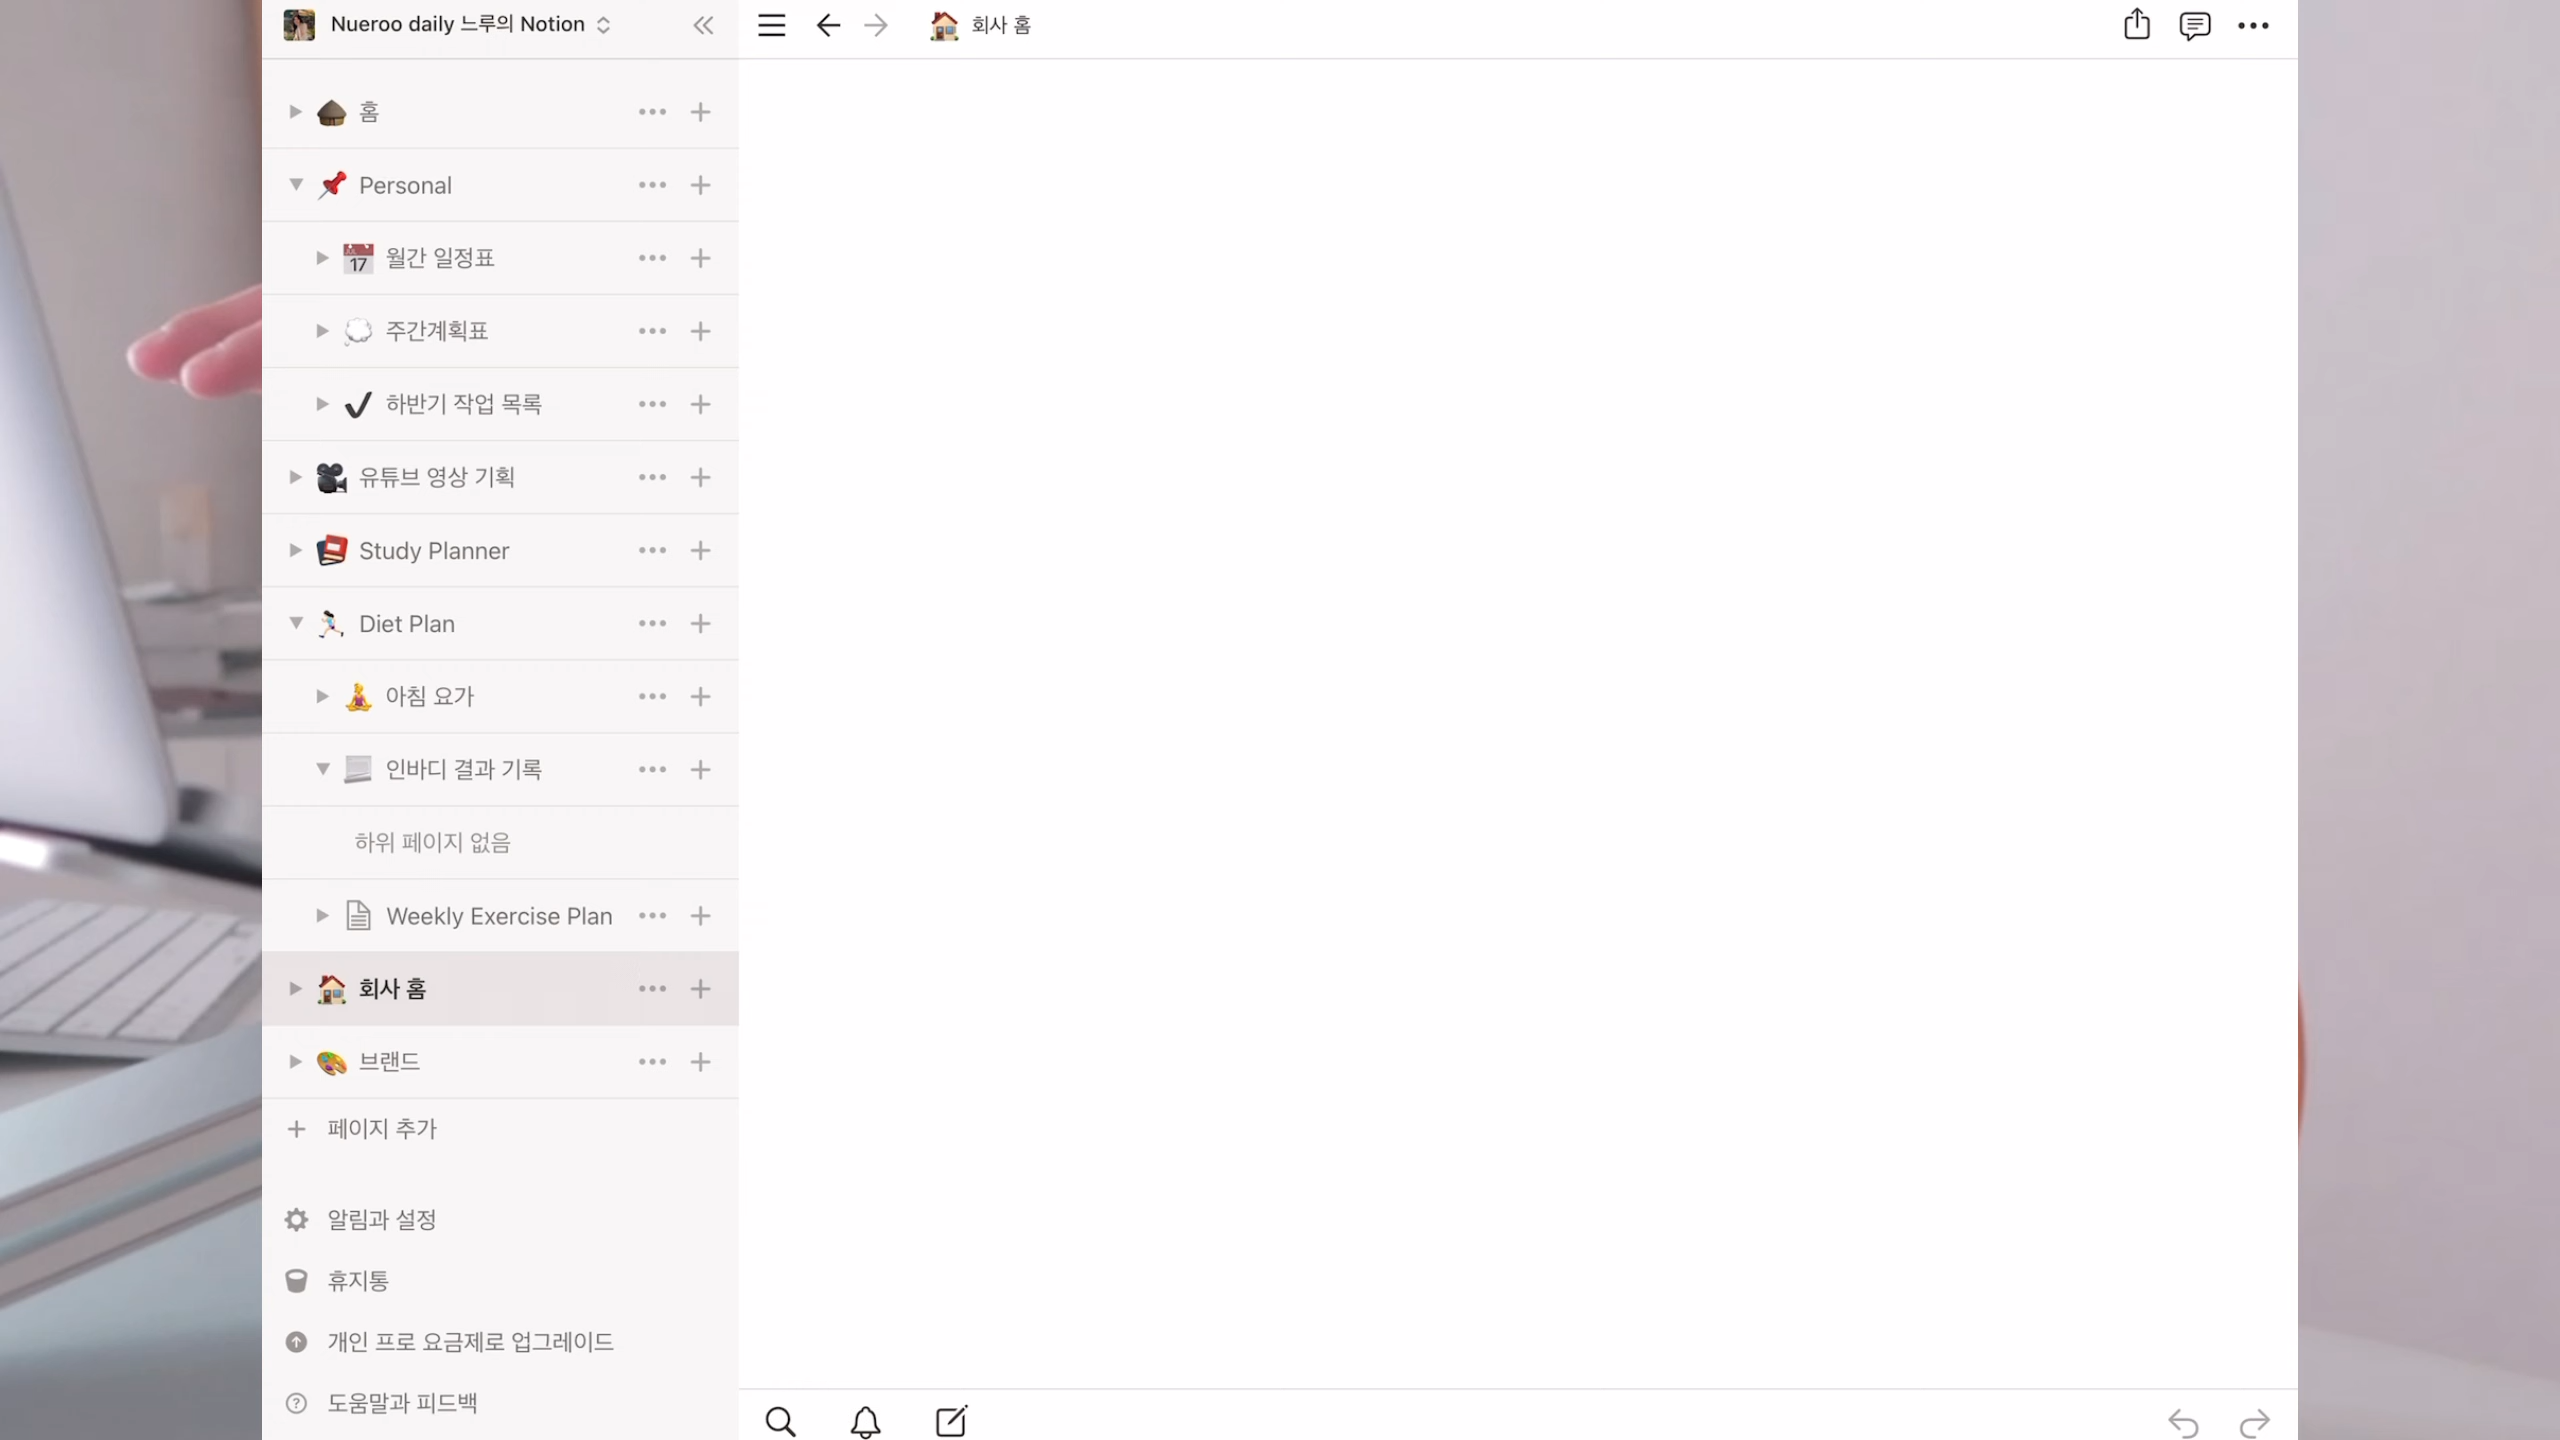 Nueroo daily 느루의 Notion
회사 홈
홈
Personal
17
월간 일정표
주간계획표
하반기 작업 목록
유튜브 영상 기획
Study Planner
Diet Plan
아침 요가
인바디 결과 기록
하위 페이지 없음
Weekly Exercise Plan
회사 홈
브랜드
페이지 추가
알림과 설정
휴지통
개인 프로 요금제로 업그레이드
도움말과 피드백